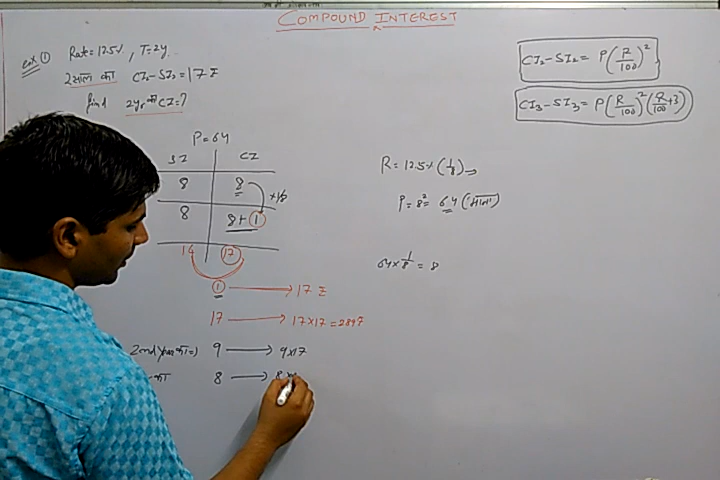 COMPOUND INTEREST
^
ex ① Rate=12.5%, T=2y.
2साल का CI₂-SI₂=17 ₹
find 2yr का CI=?
P=64
SI CI
8 8
×1/8
8 8+①
16 ⑰
① → 17 ₹
17 → 17×17=289₹
2nd year का=) 9 → 9×17
का 8 → 8×
R = 12.5% (1/8)
P = 8² = 64 (माना)
64×1/8 = 8
CI₂-SI₂ = P(R/100)²
CI₃-SI₃ = P(R/100)²(R/100+3)